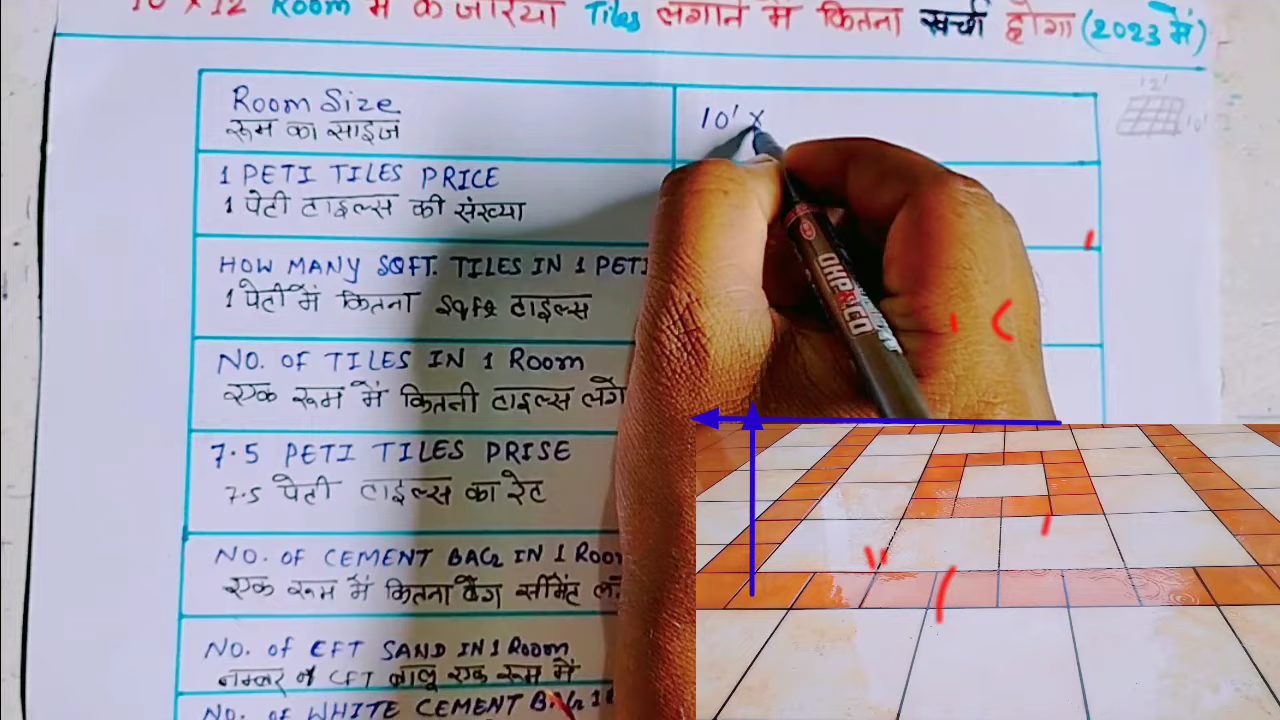 10 x 12 Room में के जरिया Tiles लगाने में कितना खर्चा होगा (2023 में)
12'
10'
Room Size
रूम का साइज
10' x
1 PETI TILES PRICE
1 पेटी टाइल्स की संख्या
HOW MANY SQFT. TILES IN 1 PETI
1 पेटी में कितना sqft टाइल्स
NO. OF TILES IN 1 Room
एक रूम में कितनी टाइल्स लगे
7.5 PETI TILES PRISE
7.5 पेटी टाइल्स का रेट
NO. OF CEMENT BAG IN 1 ROOM
एक रूम में कितना बैग सीमेंट
NO. of CFT SAND IN 1 Room
नम्बर of CFT बालू एक रूम में
NO. OF WHITE CEMENT
OHP&CD